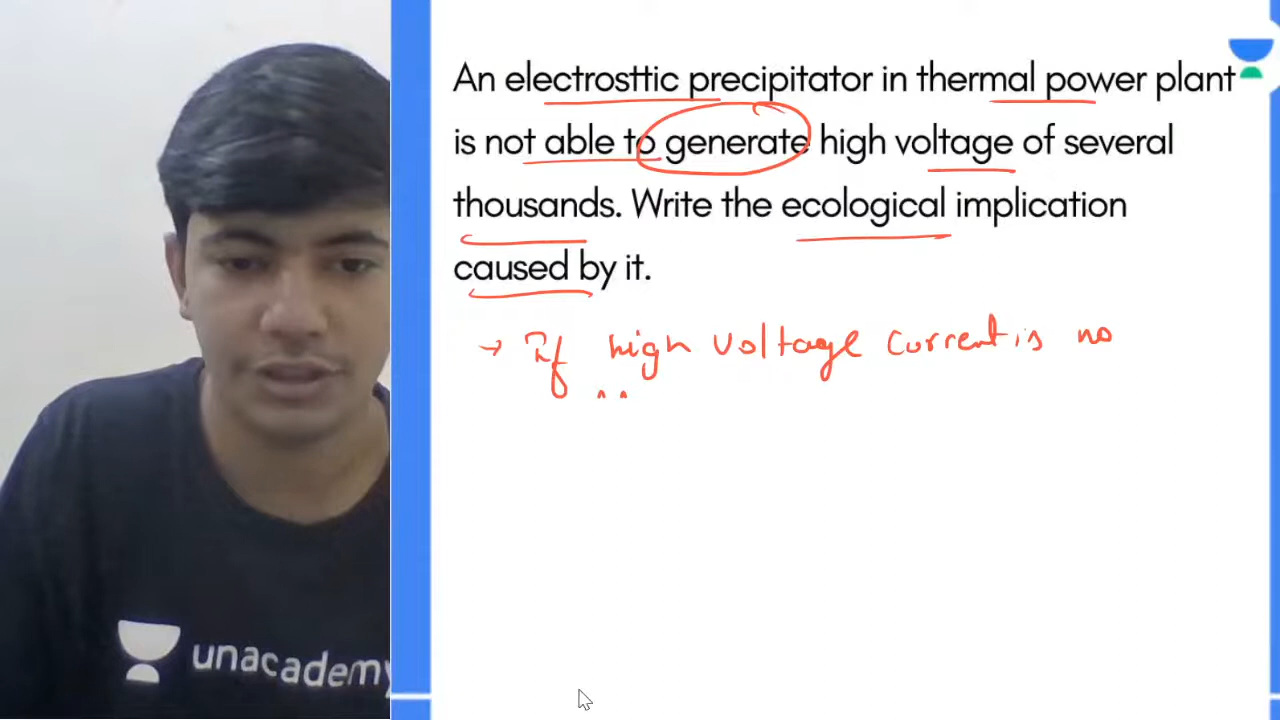 An electrosttic precipitator in thermal power plant
is not able to generate high voltage of several
thousands. Write the ecological implication
caused by it.
→ If high voltage current is no
unacademy